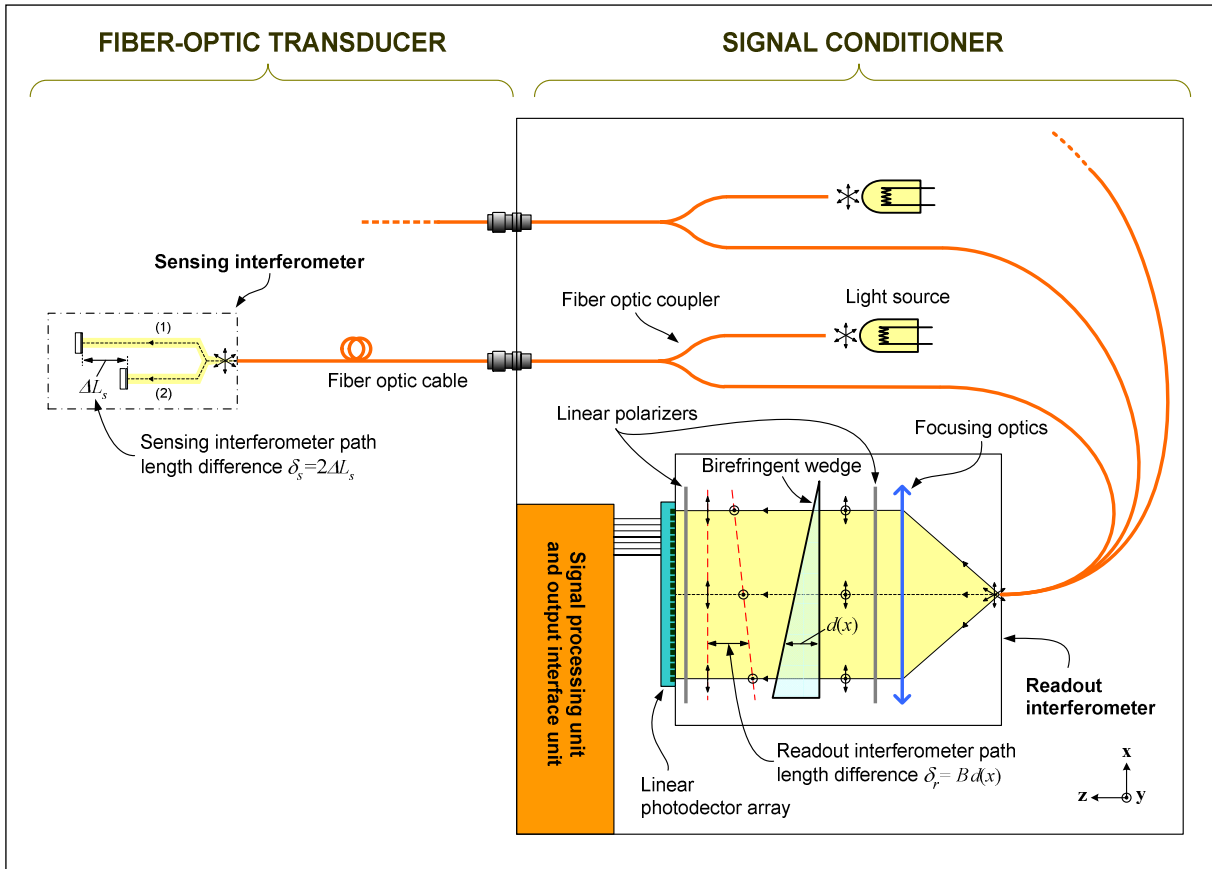 FIBER-OPTIC TRANSDUCER
SIGNAL CONDITIONER
Sensing interferometer
Fiber optic coupler
Light source
(1)
(2)
ΔLs
Fiber optic cable
Sensing interferometer path
length difference δs=2ΔLs
Linear polarizers
Focusing optics
Birefringent wedge
d(x)
Signal processing unit
and output interface unit
Readout
interferometer
Readout interferometer path
length difference δr= Bd(x)
Linear
photodector array
x
z
y